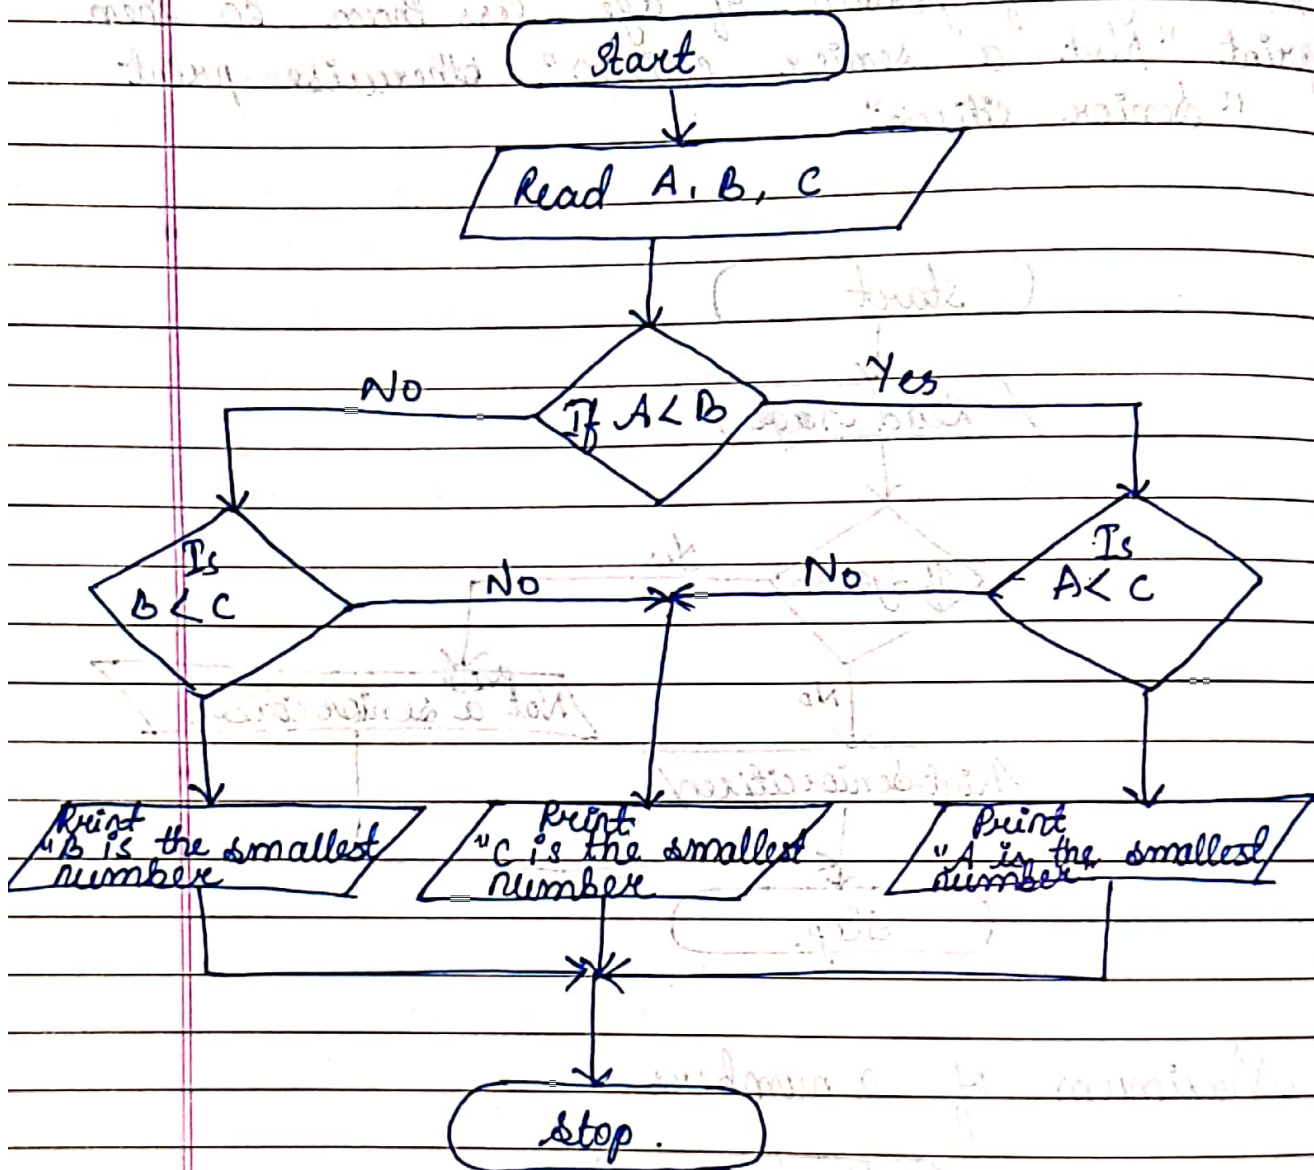 Start
Read A, B, C
No
Yes
If A < B
Is
B < C
No
No
Is
A < C
Print
"B is the smallest
number
Print
"C is the smallest
number
Print
"A is the smallest
number"
Stop.